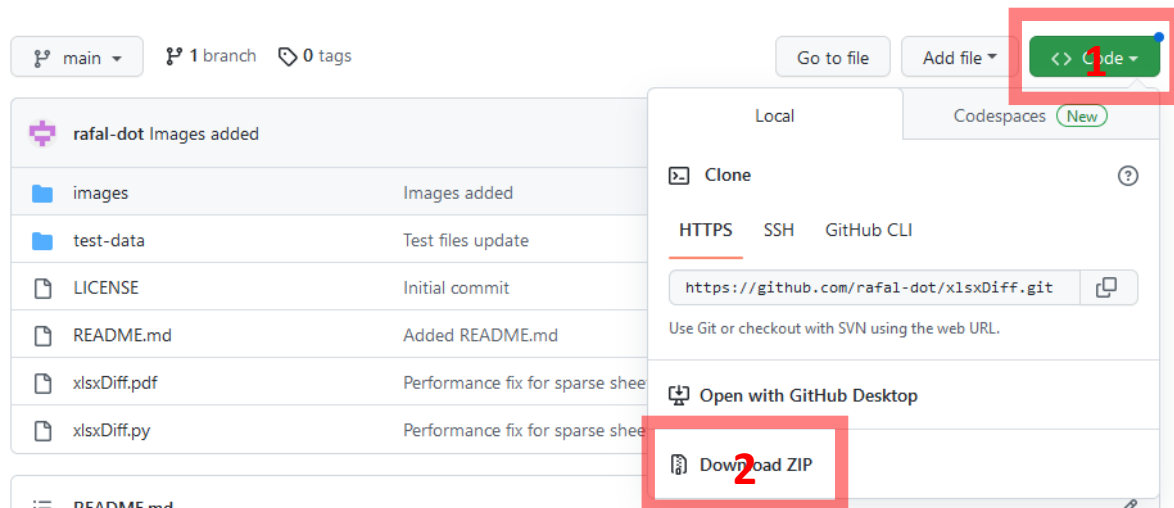 main 1 branch 0 tags Go to file Add file <> Code 1
Local Codespaces New
rafal-dot Images added
Clone
images Images added
HTTPS SSH GitHub CLI
test-data Test files update
LICENSE Initial commit
https://github.com/rafal-dot/xlsxDiff.git
Use Git or checkout with SVN using the web URL.
README.md Added README.md
xlsxDiff.pdf Performance fix for sparse shee
Open with GitHub Desktop
xlsxDiff.py Performance fix for sparse shee
Download ZIP 2
README.md